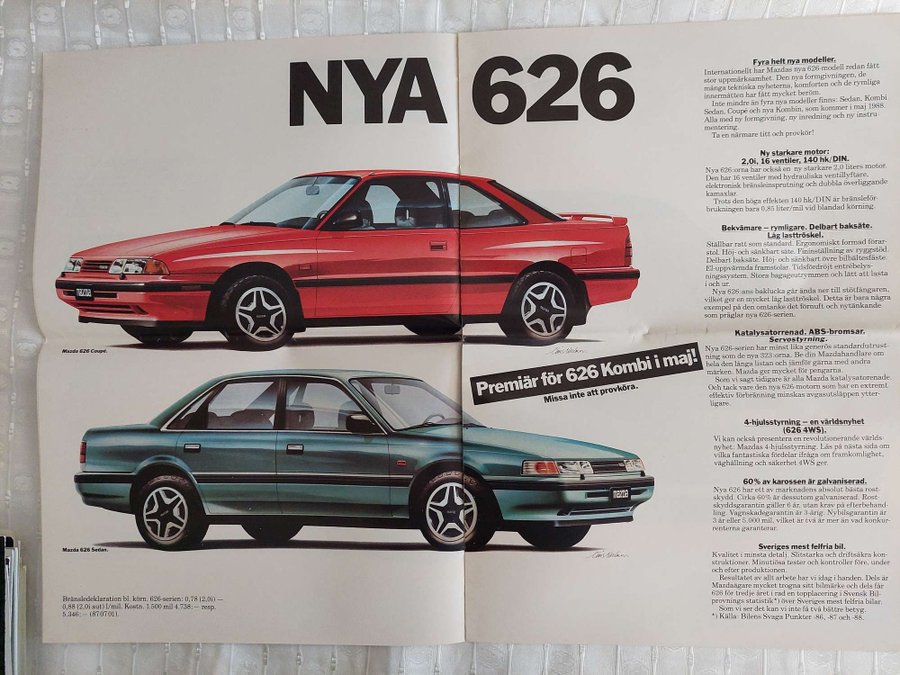 NYA 626
Fyra helt nya modeller.
Internationellt har Mazdas nya 626-modell redan fått
stor uppmärksamhet. Den nya formgivningen, de
många tekniska nyheterna, komforten och de rymliga
innermåtten har fått mycket beröm.
Inte mindre än fyra nya modeller finns: Sedan, Kombi
Sedan, Coupé och nya Kombin, som kommer i maj 1988.
Alla med ny formgivning, ny inredning och ny instru-
mentering.
Ta en närmare titt och provkör!
Ny starkare motor:
2,0i, 16 ventiler, 140 hk/DIN.
Nya 626:orna har också en ny starkare 2,0 liters motor.
Den har 16 ventiler med hydrauliska ventillyftare,
elektronisk bränsleinsprutning och dubbla överliggande
kamaxlar.
Trots den höga effekten 140 hk/DIN är bränsleför-
brukningen bara 0,85 liter/mil vid blandad körning.
Bekvämare – rymligare. Delbart baksäte.
Låg lasttröskel.
Ställbar ratt som standard. Ergonomiskt formad förar-
stol. Höj- och sänkbart säte. Fininställning av ryggstöd.
Delbart baksäte. Höj- och sänkbart övre bilbältesfäste.
El-uppvärmda framstolar. Tidsfördröjt entrébelys-
ningssystem. Stora bagageutrymmen och lätt att lasta
i och ur.
Nya 626:ans baklucka går ända ner till stötfångaren,
vilket ger en mycket låg lasttröskel. Detta är bara några
exempel på den omtanke det förnuft och nytänkande
som präglar nya 626-serien.
Katalysatorrenad. ABS-bromsar.
Servostyrning.
Nya 626-serien har minst lika generös standardutrust-
ning som de nya 323:orna. Be din Mazdahandlare om
hela den långa listan och jämför gärna med andra
märken. Mazda ger mycket för pengarna.
Som vi sagt tidigare är alla Mazda katalysatorrenade.
Och tack vare den nya 626-motorn som har en extremt
effektiv förbränning minskas avgasutsläppen ytter-
ligare.
4-hjulsstyrning – en världsnyhet
(626 4WS).
Vi kan också presentera en revolutionerande världs-
nyhet: Mazdas 4-hjulsstyrning. Läs på nästa sida om
vilka fantastiska fördelar ifråga om framkomlighet,
väghållning och säkerhet 4WS ger.
60% av karossen är galvaniserad.
Nya 626 har ett av marknadens absolut bästa rost-
skydd. Cirka 60% är dessutom galvaniserad. Rost-
skyddsgarantin gäller 6 år, utan krav på efterbehand-
ling. Vagnskadegarantin är 3-årig. Nybilsgarantin är
3 år eller 5.000 mil, vilket är två år mer än vad konkur-
renterna garanterar.
Sveriges mest felfria bil.
Kvalitet i minsta detalj. Slitstarka och driftsäkra kon-
struktioner. Minutiösa tester och kontroller före, under
och efter produktionen.
Resultatet av allt arbete har vi idag i handen. Dels är
Mazdaägare mycket trogna sitt bilmärke och dels får
626 för tredje året i rad en topplacering i Svensk Bil-
provnings statistik*) över Sveriges mest felfria bilar.
Som vi ser det kan vi inte få två bättre betyg.
*) Källa: Bilens Svaga Punkter -86, -87 och -88.
mazda
Mazda 626 Coupé.
Premiär för 626 Kombi i maj!
Missa inte att provköra.
mazda
Mazda 626 Sedan.
Bränsledeklaration bl. körn. 626-serien: 0,78 (2,0i) –
0,88 (2,0i aut) l/mil. Kostn. 1.500 mil 4.738:– resp.
5.346:– (87 07 01).